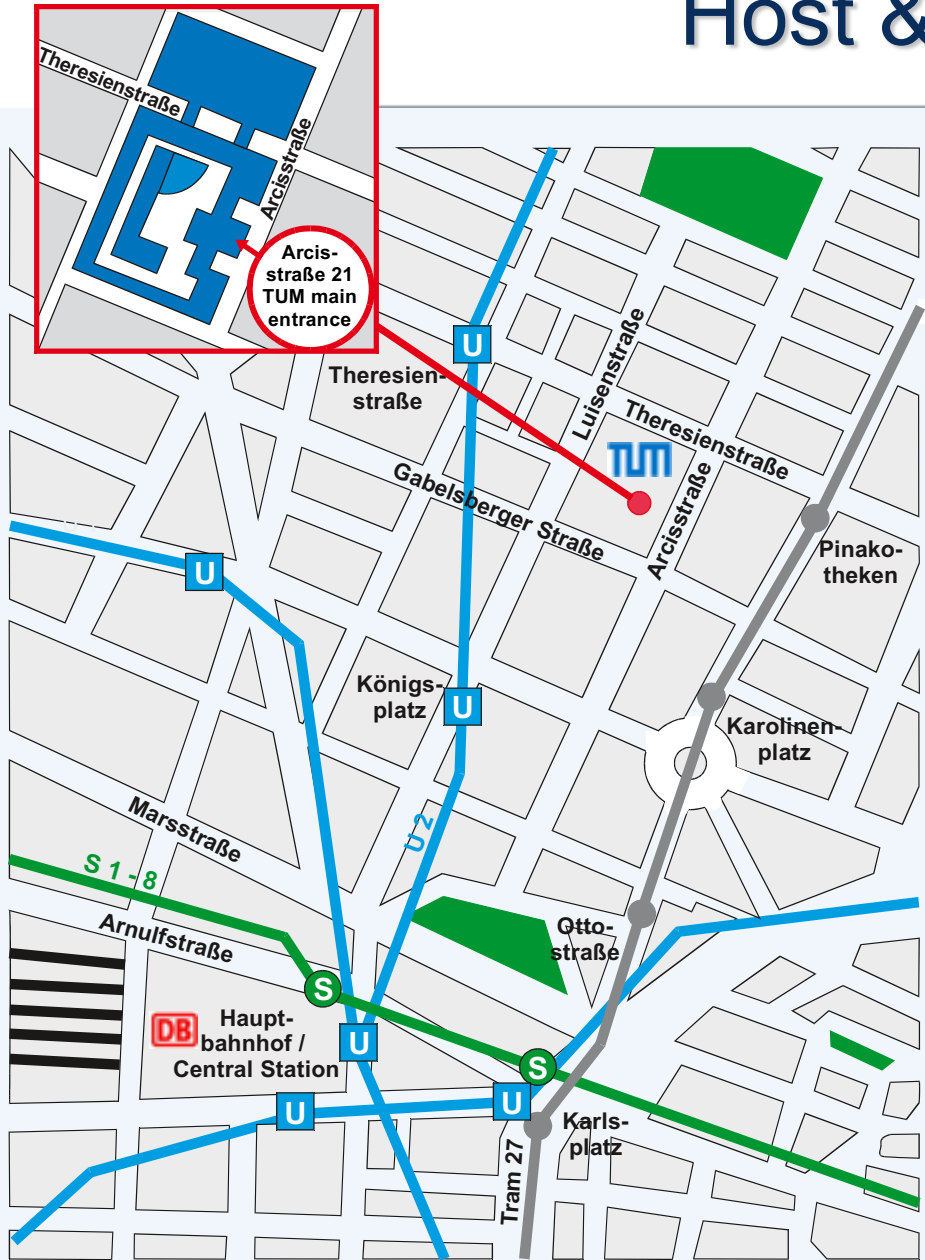 Host &
Theresienstraße
Arcisstraße
Arcis-
straße 21
TUM main
entrance
U
Theresien-
straße
Luisenstraße
Theresienstraße
TUM
Gabelsberger Straße
Arcisstraße
Pinako-
theken
U
Königs-
platz
U
Karolinen-
platz
U 2
Marsstraße
S 1 - 8
Arnulfstraße
Otto-
straße
S
DB
Haupt-
bahnhof /
Central Station
U
S
U
U
Karls-
platz
Tram 27